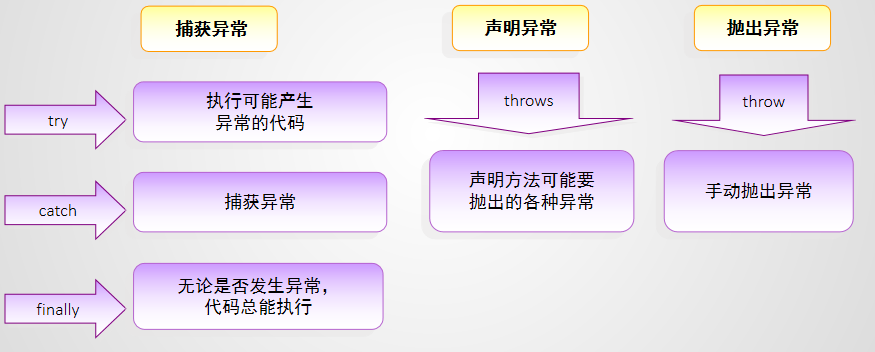 捕获异常
声明异常
抛出异常
try
执行可能产生
异常的代码
catch
捕获异常
finally
无论是否发生异常，
代码总能执行
throws
声明方法可能要
抛出的各种异常
throw
手动抛出异常